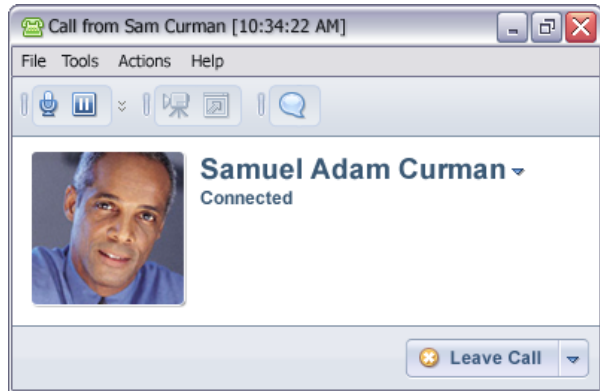 Call from Sam Curman [10:34:22 AM]
File Tools Actions Help
Samuel Adam Curman
Connected
Leave Call